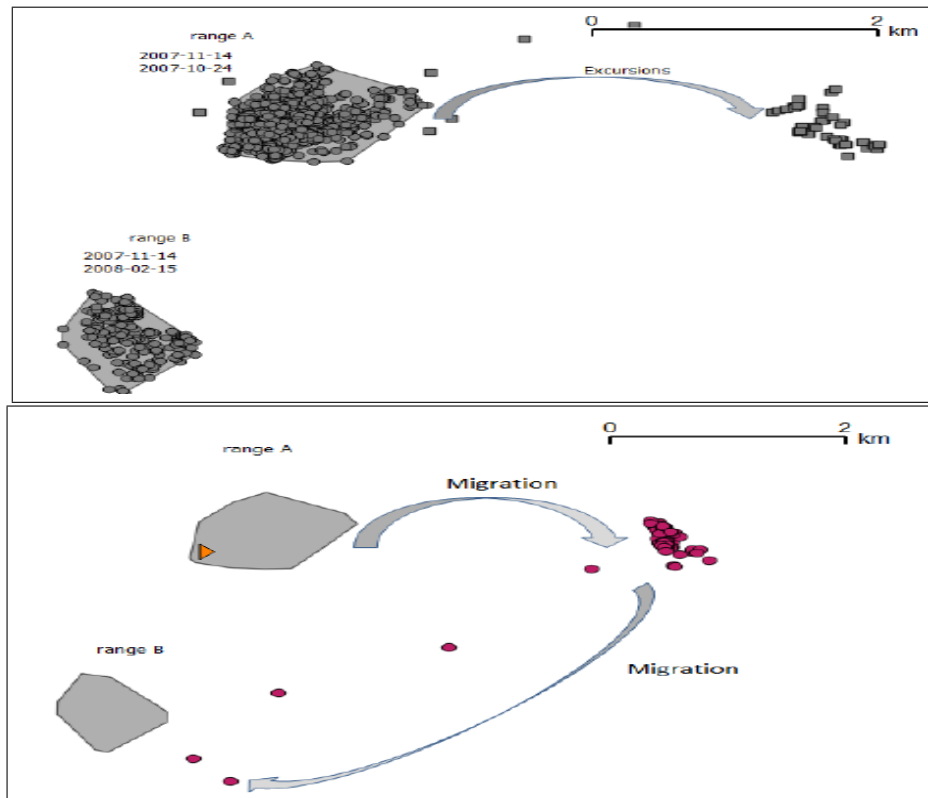 0 2
km
range A
2007-11-14
2007-10-24
Excursions
range B
2007-11-14
2008-02-15
0 2
km
range A
Migration
range B
Migration